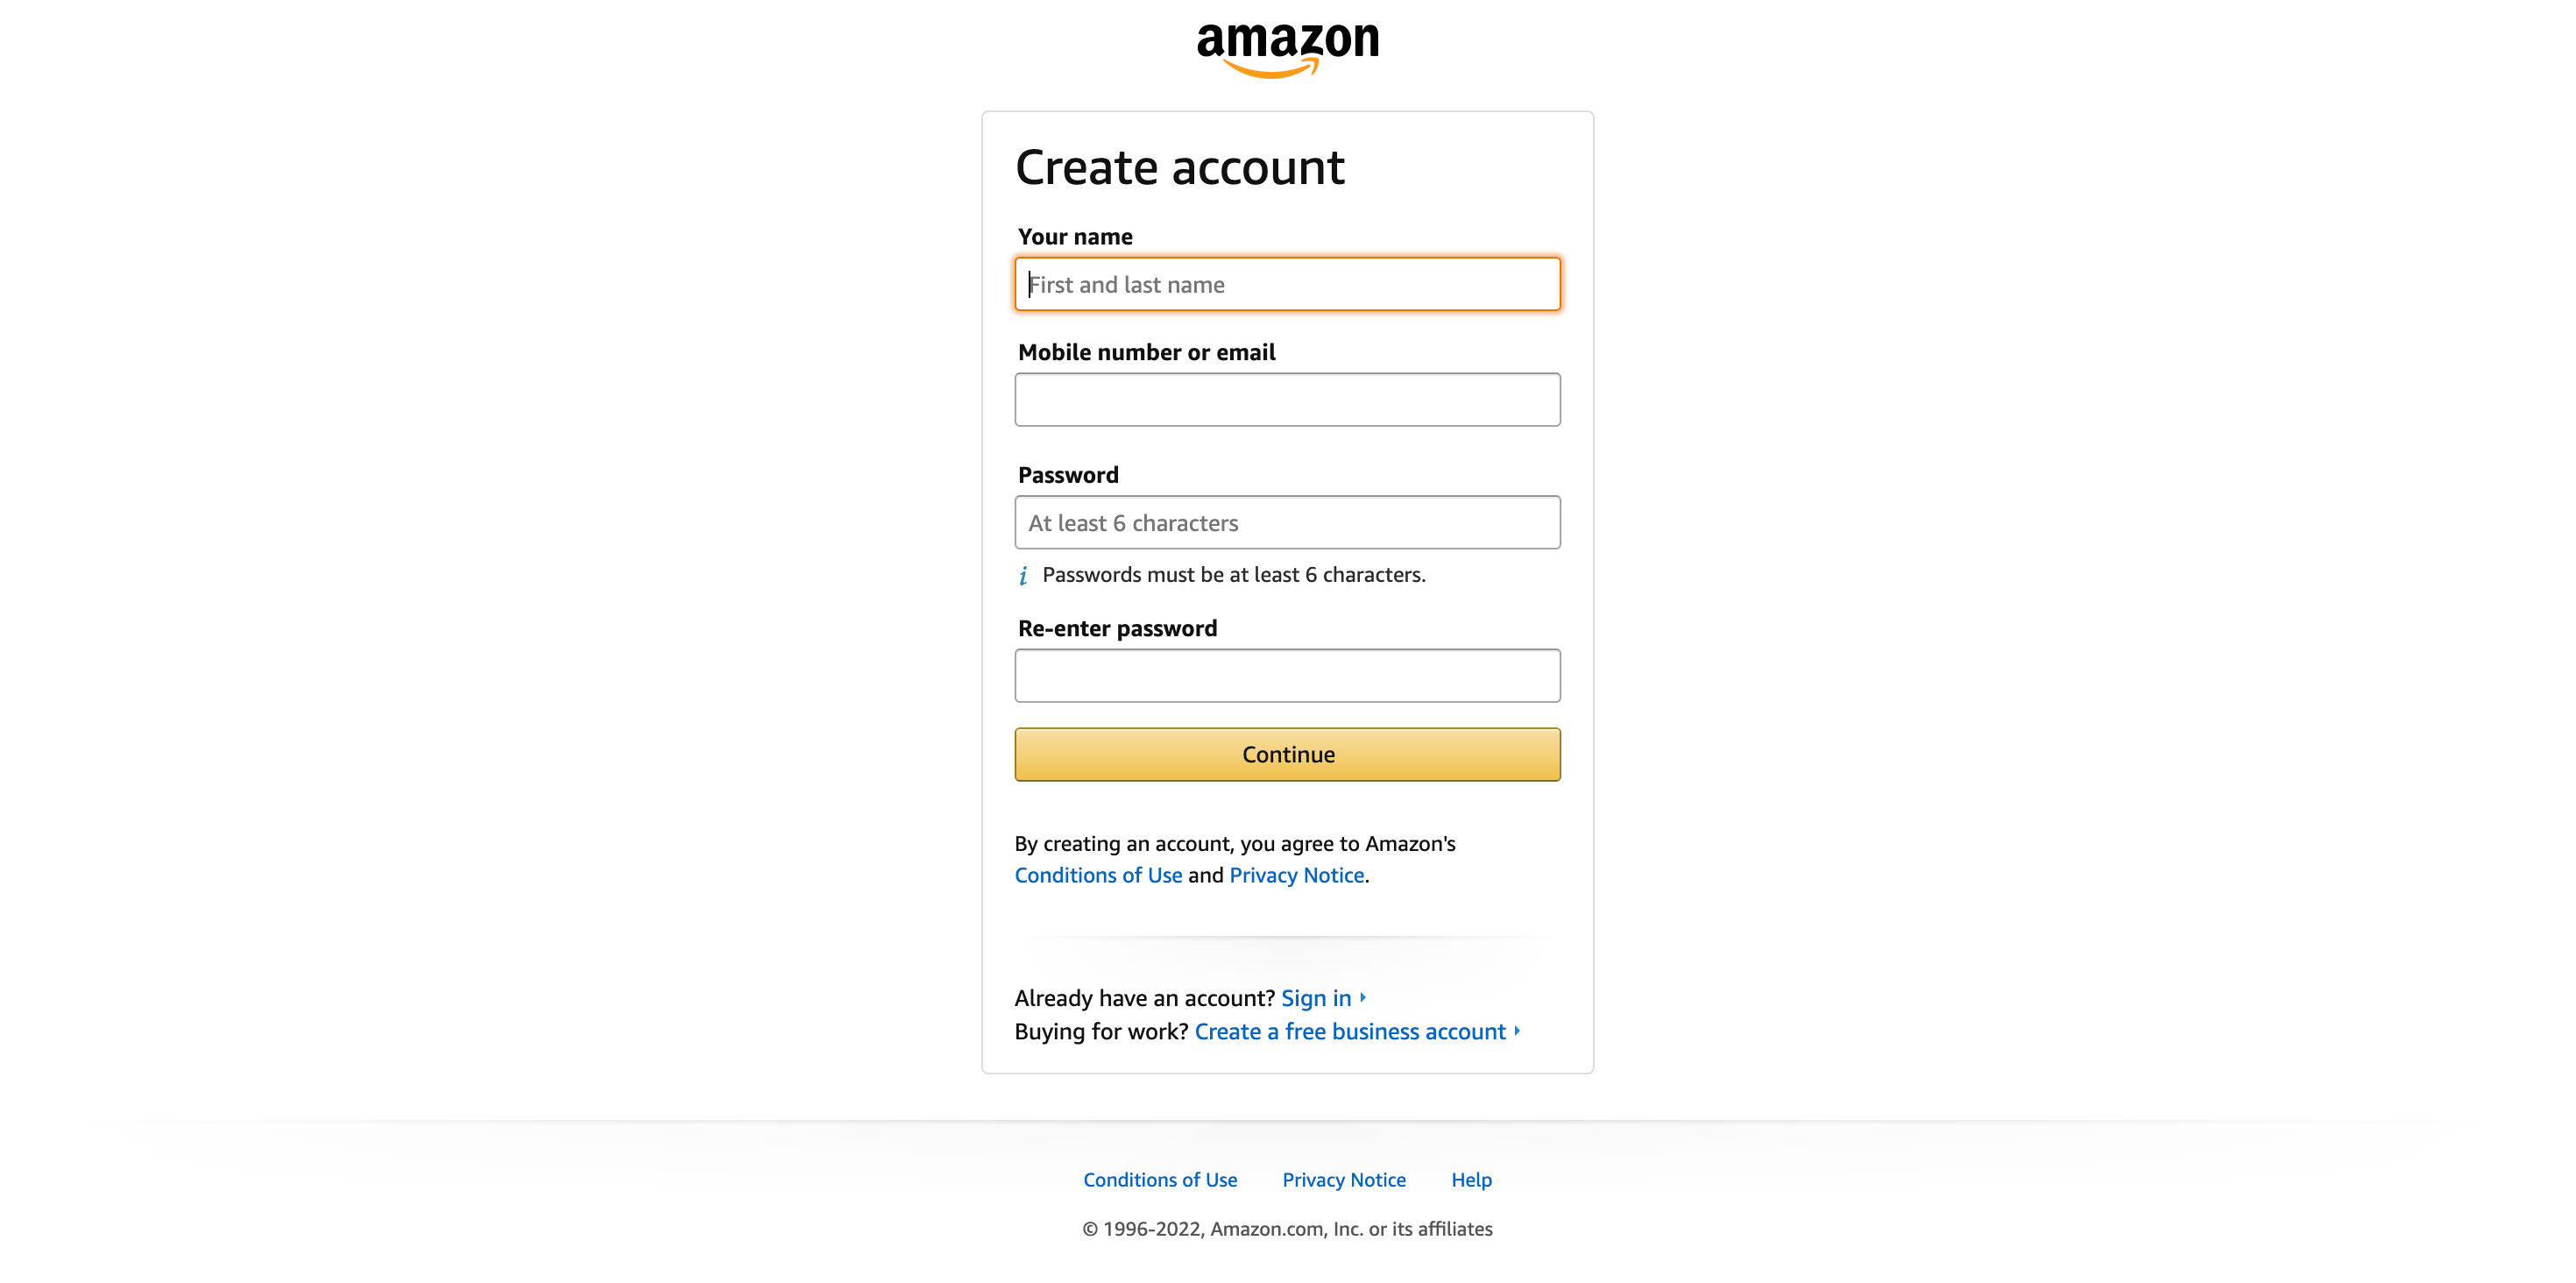 amazon
Create account
Your name
First and last name
Mobile number or email
Password
At least 6 characters
i Passwords must be at least 6 characters.
Re-enter password
Continue
By creating an account, you agree to Amazon's
Conditions of Use and Privacy Notice.
Already have an account? Sign in
Buying for work? Create a free business account
Conditions of Use Privacy Notice Help
© 1996-2022, Amazon.com, Inc. or its affiliates